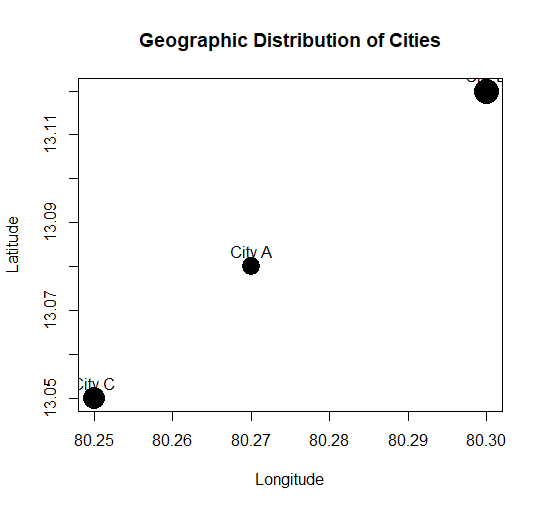 Geographic Distribution of Cities
13.11
13.09
13.07
13.05
Latitude
City A
City C
80.25 80.26 80.27 80.28 80.29 80.30
Longitude